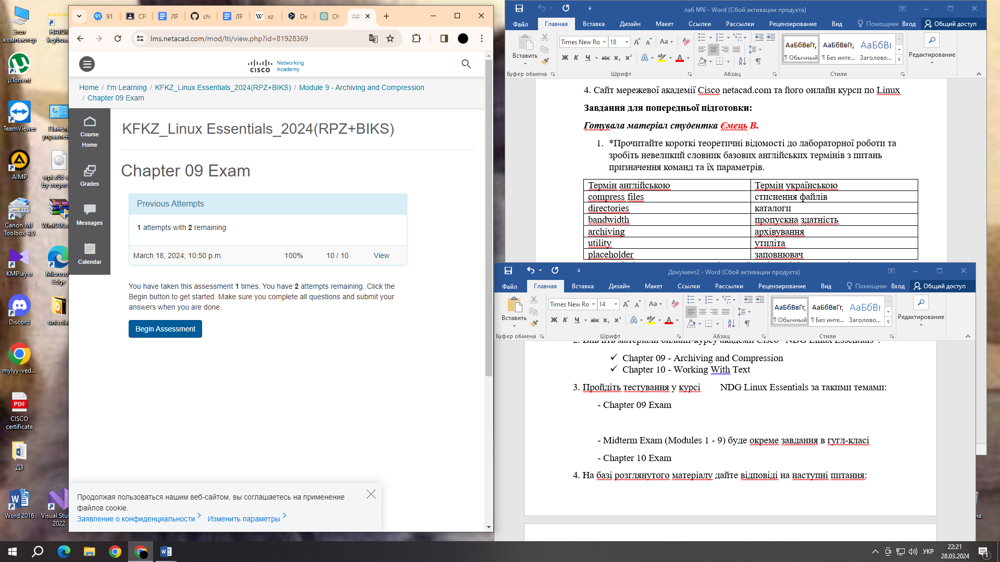 Этот компьютер
HATOR keyboar...
µTorrent
TeamViewer
Панель управлен...
AIMP
wpi x86-x... by ovgors...
Canon MF Toolbox 4.9
WinRAR.v...
KMPlayer
Microso... Edge
Discord
unisola...
mylyy-ved...
CISCO certificate
ДЗ
Word 2016
Visual Stu... 2022
91
CP
ЛР
chi
ЛР
xz
De
Ch
lms.netacad.com/mod/lti/view.php?id=81928369
cisco Networking Academy
Home / I'm Learning / KFKZ_Linux Essentials_2024(RPZ+BIKS) / Module 9 - Archiving and Compression
/ Chapter 09 Exam
Course Home
Grades
Messages
Calendar
KFKZ_Linux Essentials_2024(RPZ+BIKS)
Chapter 09 Exam
Previous Attempts
1 attempts with 2 remaining
March 18, 2024, 10:50 p.m. 100% 10 / 10 View
You have taken this assessment 1 times. You have 2 attempts remaining. Click the
Begin button to get started. Make sure you complete all questions and submit your
answers when you are done.
Begin Assessment
Продолжая пользоваться нашим веб-сайтом, вы соглашаетесь на применение
файлов cookie.
Заявление о конфиденциальности Изменить параметры
лаб №6 - Word (Сбой активации продукта)
Файл Главная Вставка Дизайн Макет Ссылки Рассылки Рецензирование Вид Помощник Вход Общий доступ
Times New Ro 18 Aa
Вставить
Ж К Ч abc x₂ x²
АаБбВвГг, АаБбВвГг, АаБбВı
¶ Обычный ¶ Без инте... Заголово...
Редактирование
Буфер обмена Шрифт Абзац Стили
4. Сайт мережевої академії Cisco netacad.com та його онлайн курси по Linux
Завдання для попередньої підготовки:
Готувала матеріал студентка Ємець В.
1. *Прочитайте короткі теоретичні відомості до лабораторної роботи та
зробіть невеликий словник базових англійських термінів з питань
призначення команд та їх параметрів.
Термін англійською Термін українською
compress files стиснення файлів
directories каталоги
bandwidth пропускна здатність
archiving архівування
utility утиліта
placeholder заповнювач
Документ2 - Word (Сбой активации продукта)
Файл Главная Вставка Дизайн Макет Ссылки Рассылки Рецензирование Вид Помощник Вход Общий доступ
Times New Ro 14 Aa
Вставить
Ж К Ч abc x₂ x²
АаБбВвГг, АаБбВвГг, АаБбВı
¶ Обычный ¶ Без инте... Заголово...
Редактирование
Буфер обмена Шрифт Абзац Стили
✓ Chapter 09 - Archiving and Compression
✓ Chapter 10 - Working With Text
3. Пройдіть тестування у курсі NDG Linux Essentials за такими темами:
- Chapter 09 Exam
- Midterm Exam (Modules 1 - 9) буде окреме завдання в гугл-класі
- Chapter 10 Exam
4. На базі розглянутого матеріалу дайте відповіді на наступні питання:
УКР
22:21
28.03.2024
1